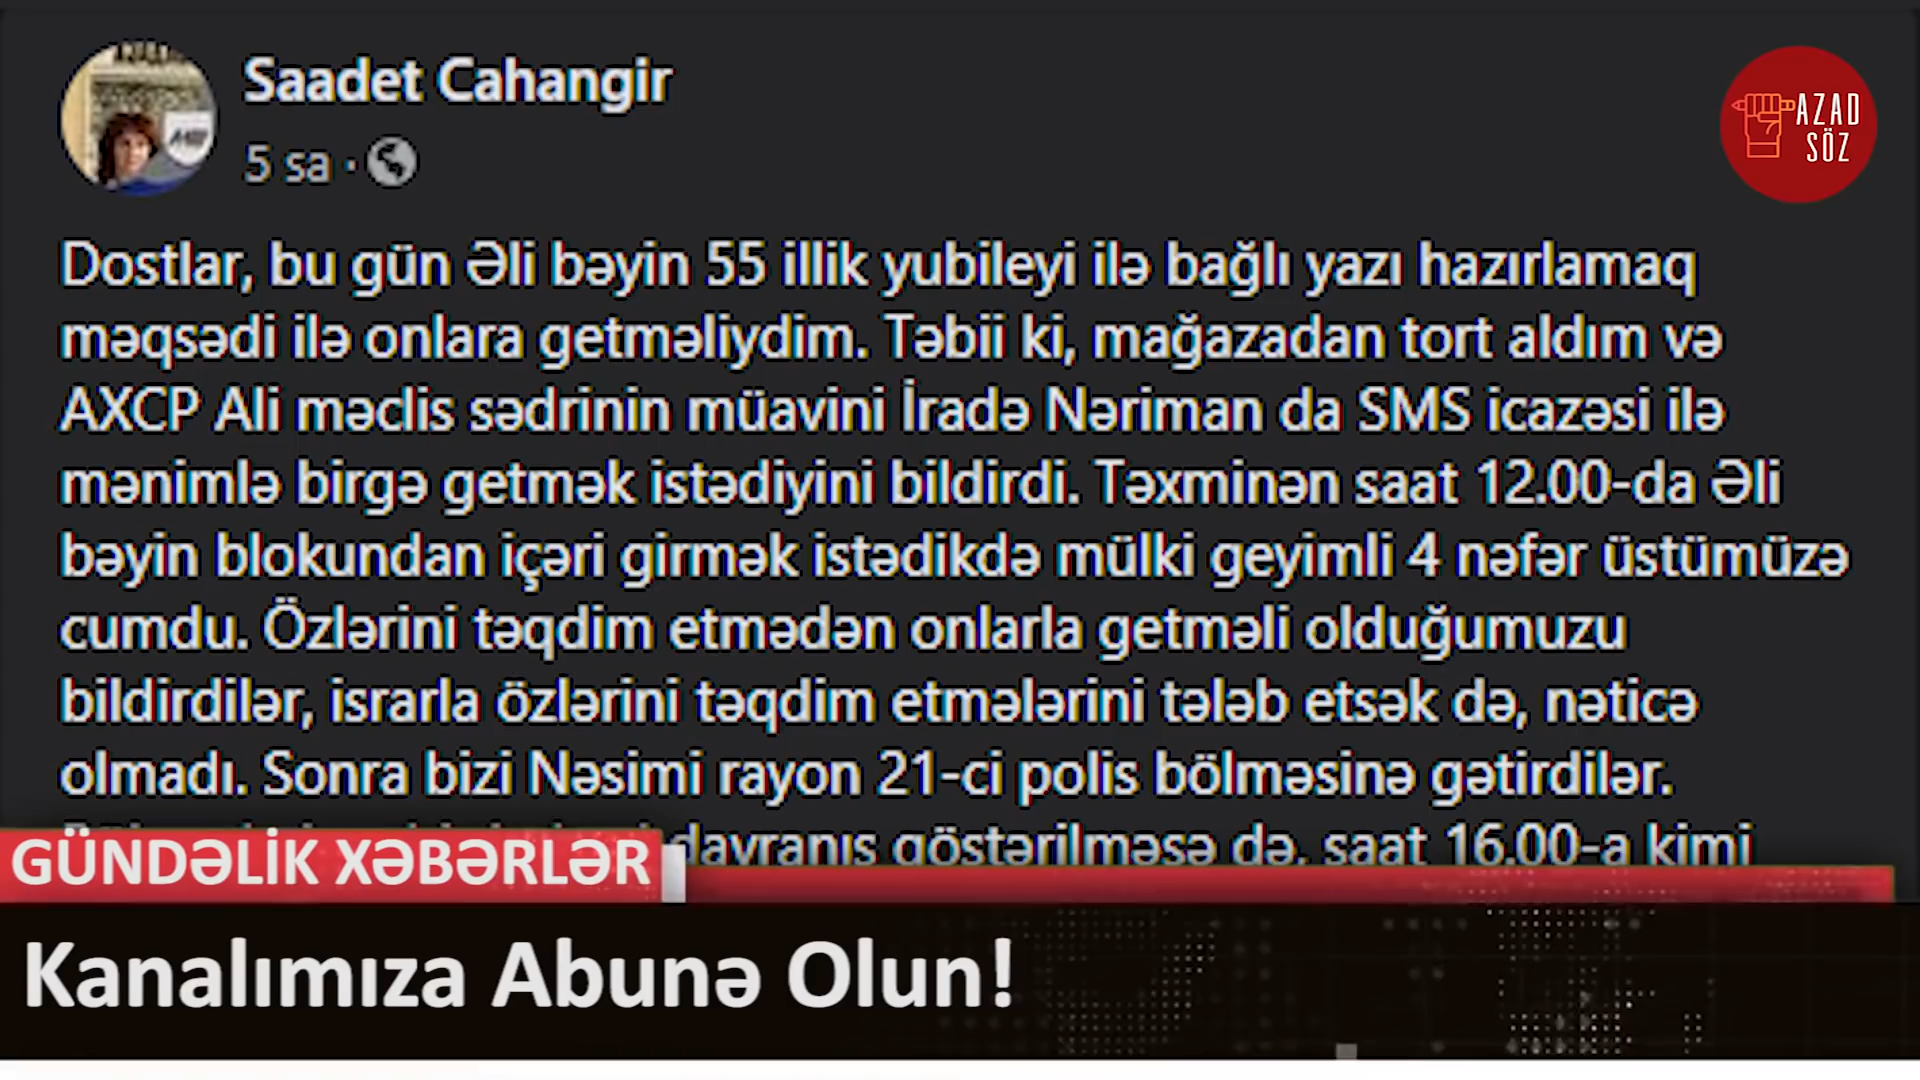 Saadet Cahangir
5 sa ·
AZAD
SÖZ
Dostlar, bu gün Əli bəyin 55 illik yubileyi ilə bağlı yazı hazırlamaq
məqsədi ilə onlara getməliydim. Təbii ki, mağazadan tort aldım və
AXCP Ali məclis sədrinin müavini İradə Nəriman da SMS icazəsi ilə
mənimlə birgə getmək istədiyini bildirdi. Təxminən saat 12.00-da Əli
bəyin blokundan içəri girmək istədikdə mülki geyimli 4 nəfər üstümüzə
cumdu. Özlərini təqdim etmədən onlarla getməli olduğumuzu
bildirdilər, israrla özlərini təqdim etmələrini tələb etsək də, nəticə
olmadı. Sonra bizi Nəsimi rayon 21-ci polis bölməsinə gətirdilər.
davranış göstərilməsə də, saat 16.00-a kimi
GÜNDƏLİK XƏBƏRLƏR
Kanalımıza Abunə Olun!